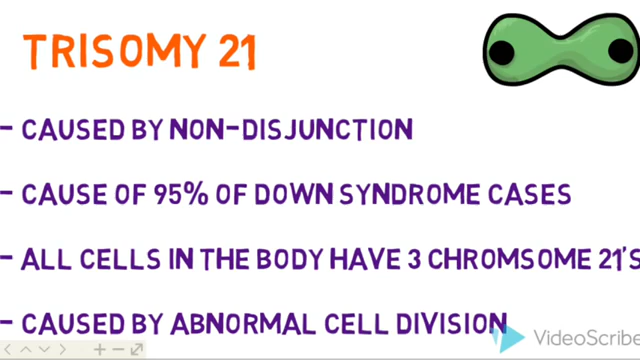 TRISOMY 21
- CAUSED BY NON-DISJUNCTION
- CAUSE OF 95% OF DOWN SYNDROME CASES
- ALL CELLS IN THE BODY HAVE 3 CHROMSOME 21'S
- CAUSED BY ABNORMAL CELL DIVISION
VideoScribe